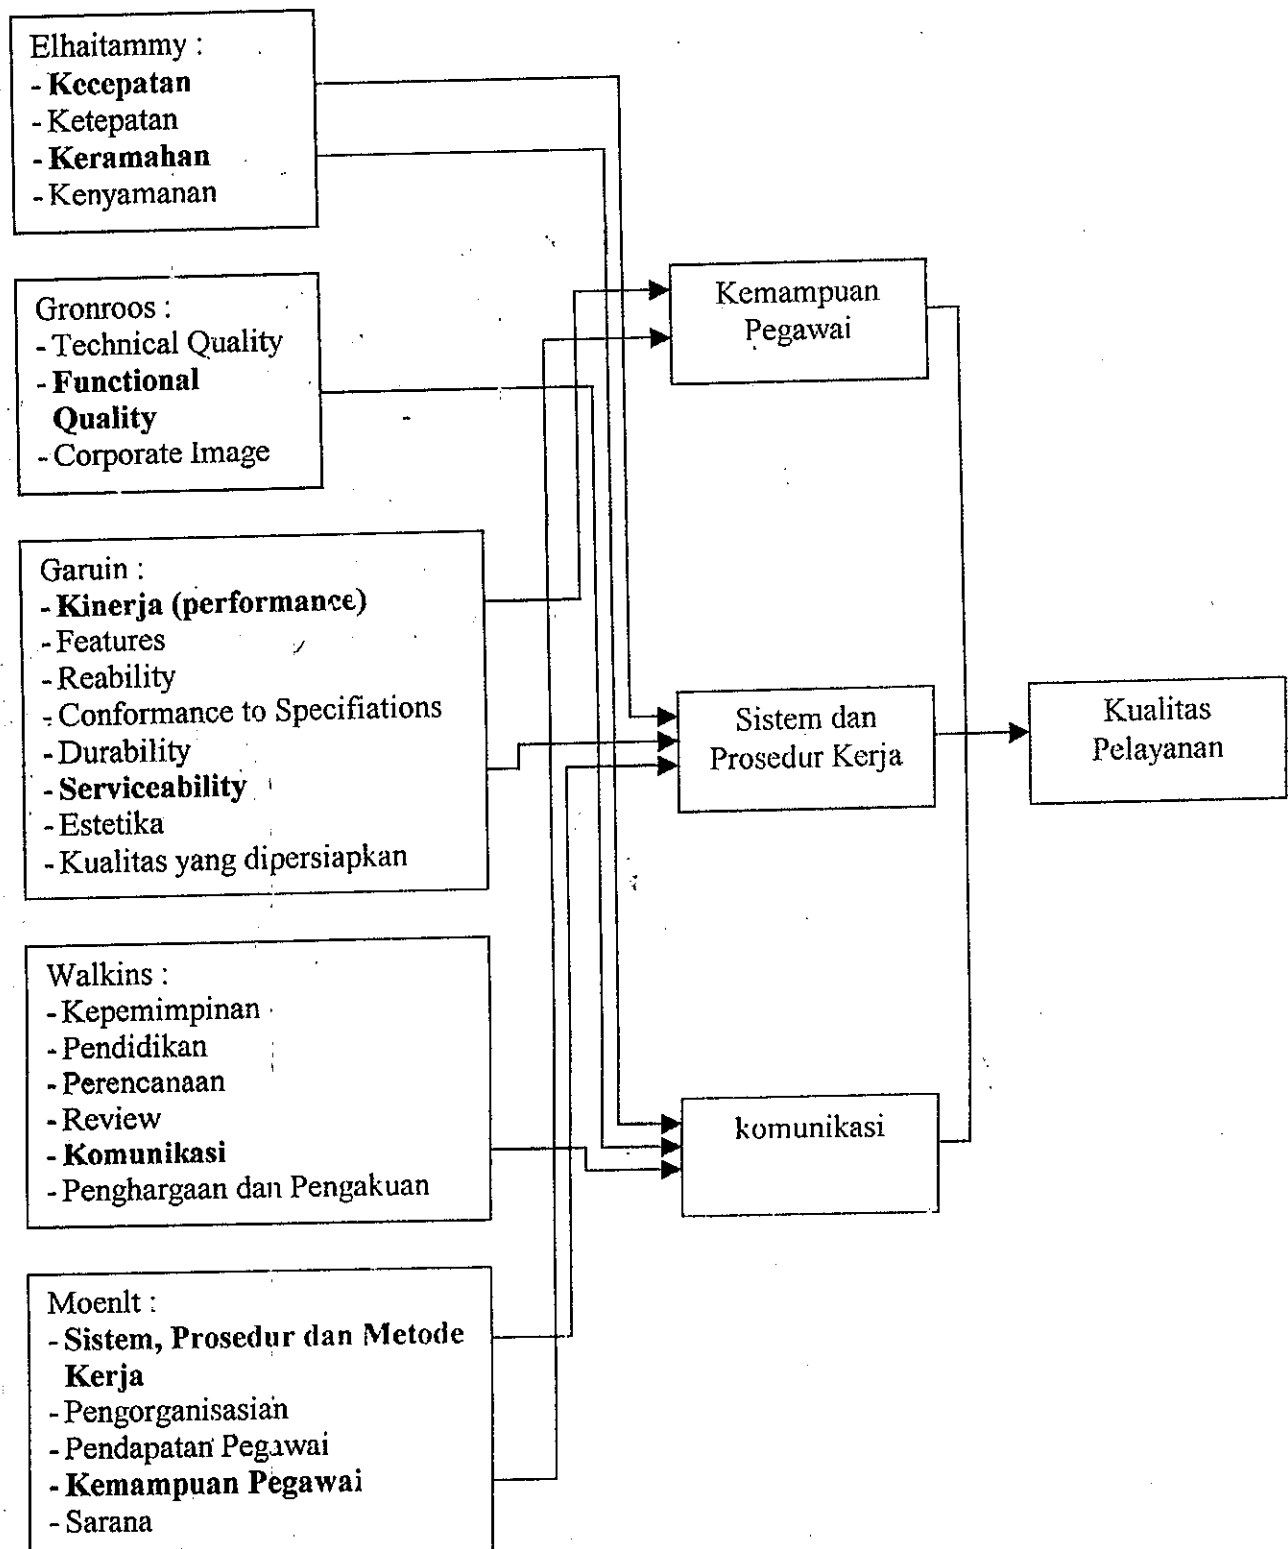 Elhaitammy :
- Kecepatan
- Ketepatan
- Keramahan
- Kenyamanan
Gronroos :
- Technical Quality
- Functional
Quality
- Corporate Image
Garuin :
- Kinerja (performance)
- Features
- Reability
- Conformance to Specifiations
- Durability
- Serviceability
- Estetika
- Kualitas yang dipersiapkan
Walkins :
- Kepemimpinan
- Pendidikan
- Perencanaan
- Review
- Komunikasi
- Penghargaan dan Pengakuan
Moenlt :
- Sistem, Prosedur dan Metode
Kerja
- Pengorganisasian
- Pendapatan Pegawai
- Kemampuan Pegawai
- Sarana
Kemampuan
Pegawai
Sistem dan
Prosedur Kerja
komunikasi
Kualitas
Pelayanan